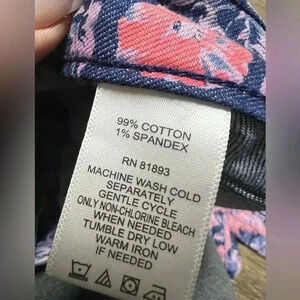 99% COTTON
1% SPANDEX
RN 81893
MACHINE WASH COLD
SEPARATELY
GENTLE CYCLE
ONLY NON-CHLORINE BLEACH
WHEN NEEDED
TUMBLE DRY LOW
WARM IRON
IF NEEDED